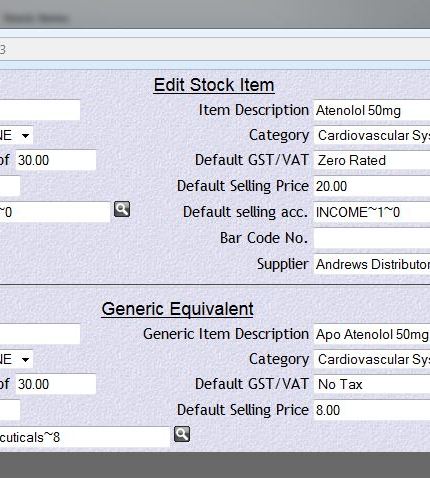 Stock Items
3
Edit Stock Item
Item Description Atenolol 50mg
NE Category Cardiovascular Sys
of 30.00 Default GST/VAT Zero Rated
Default Selling Price 20.00
~0 Default selling acc. INCOME~1~0
Bar Code No.
Supplier Andrews Distributor
Generic Equivalent
Generic Item Description Apo Atenolol 50mg
NE Category Cardiovascular Sys
of 30.00 Default GST/VAT No Tax
Default Selling Price 8.00
cuticals~8